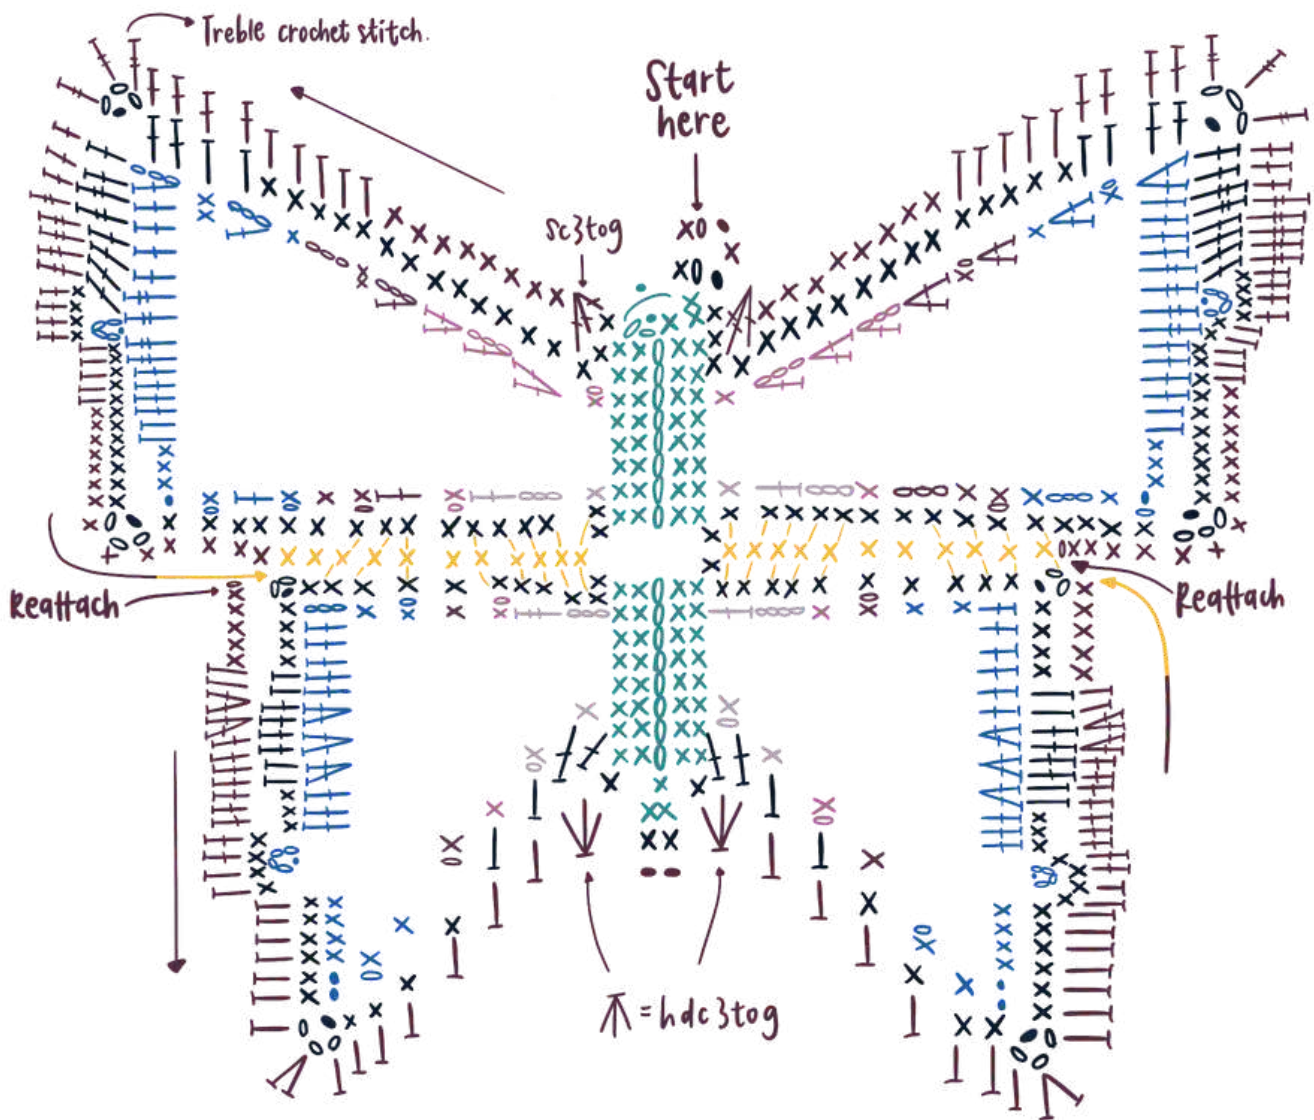 Treble crochet stitch.
Start
here
sc3tog
Reattach
Reattach
= hdc3tog